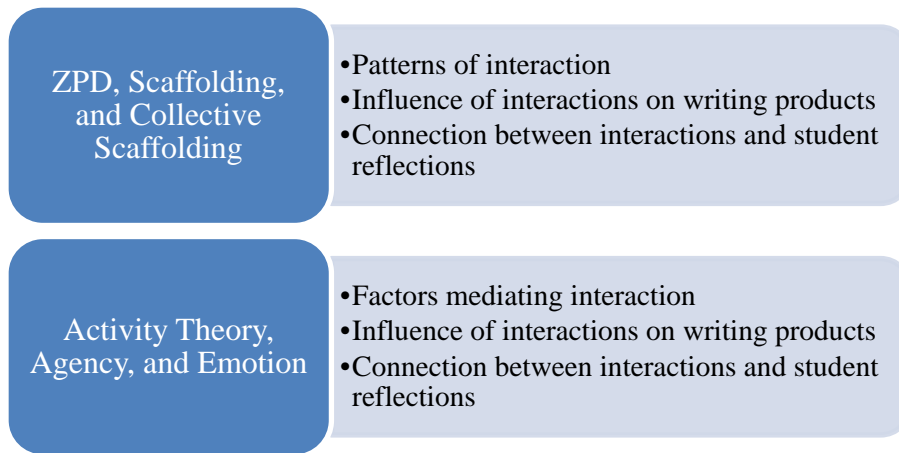 ZPD, Scaffolding,
and Collective
Scaffolding
•Patterns of interaction
•Influence of interactions on writing products
•Connection between interactions and student
reflections
Activity Theory,
Agency, and Emotion
•Factors mediating interaction
•Influence of interactions on writing products
•Connection between interactions and student
reflections